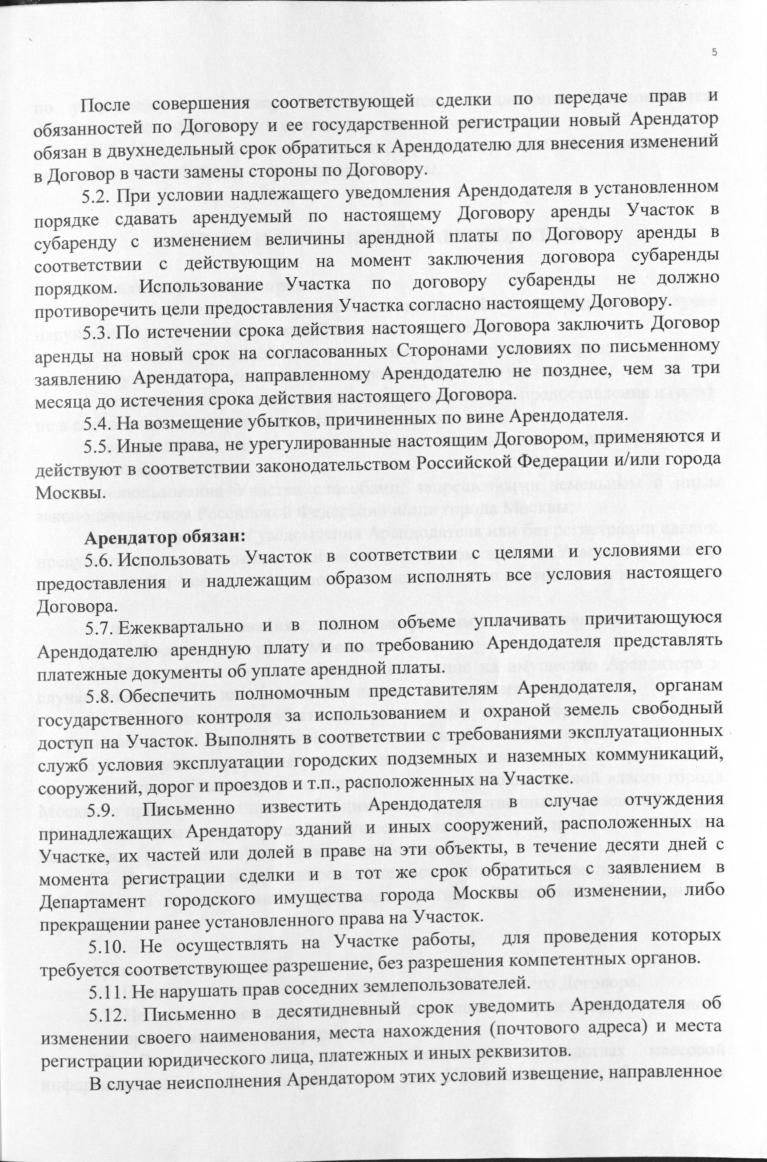 5
После совершения соответствующей сделки по передаче прав и
обязанностей по Договору и ее государственной регистрации новый Арендатор
обязан в двухнедельный срок обратиться к Арендодателю для внесения изменений
в Договор в части замены стороны по Договору.
5.2. При условии надлежащего уведомления Арендодателя в установленном
порядке сдавать арендуемый по настоящему Договору аренды Участок в
субаренду с изменением величины арендной платы по Договору аренды в
соответствии с действующим на момент заключения договора субаренды
порядком. Использование Участка по договору субаренды не должно
противоречить цели предоставления Участка согласно настоящему Договору.
5.3. По истечении срока действия настоящего Договора заключить Договор
аренды на новый срок на согласованных Сторонами условиях по письменному
заявлению Арендатора, направленному Арендодателю не позднее, чем за три
месяца до истечения срока действия настоящего Договора.
5.4. На возмещение убытков, причиненных по вине Арендодателя.
5.5. Иные права, не урегулированные настоящим Договором, применяются и
действуют в соответствии законодательством Российской Федерации и/или города
Москвы.
Арендатор обязан:
5.6. Использовать Участок в соответствии с целями и условиями его
предоставления и надлежащим образом исполнять все условия настоящего
Договора.
5.7. Ежеквартально и в полном объеме уплачивать причитающуюся
Арендодателю арендную плату и по требованию Арендодателя представлять
платежные документы об уплате арендной платы.
5.8. Обеспечить полномочным представителям Арендодателя, органам
государственного контроля за использованием и охраной земель свободный
доступ на Участок. Выполнять в соответствии с требованиями эксплуатационных
служб условия эксплуатации городских подземных и наземных коммуникаций,
сооружений, дорог и проездов и т.п., расположенных на Участке.
5.9. Письменно известить Арендодателя в случае отчуждения
принадлежащих Арендатору зданий и иных сооружений, расположенных на
Участке, их частей или долей в праве на эти объекты, в течение десяти дней с
момента регистрации сделки и в тот же срок обратиться с заявлением в
Департамент городского имущества города Москвы об изменении, либо
прекращении ранее установленного права на Участок.
5.10. Не осуществлять на Участке работы, для проведения которых
требуется соответствующее разрешение, без разрешения компетентных органов.
5.11. Не нарушать прав соседних землепользователей.
5.12. Письменно в десятидневный срок уведомить Арендодателя об
изменении своего наименования, места нахождения (почтового адреса) и места
регистрации юридического лица, платежных и иных реквизитов.
В случае неисполнения Арендатором этих условий извещение, направленное